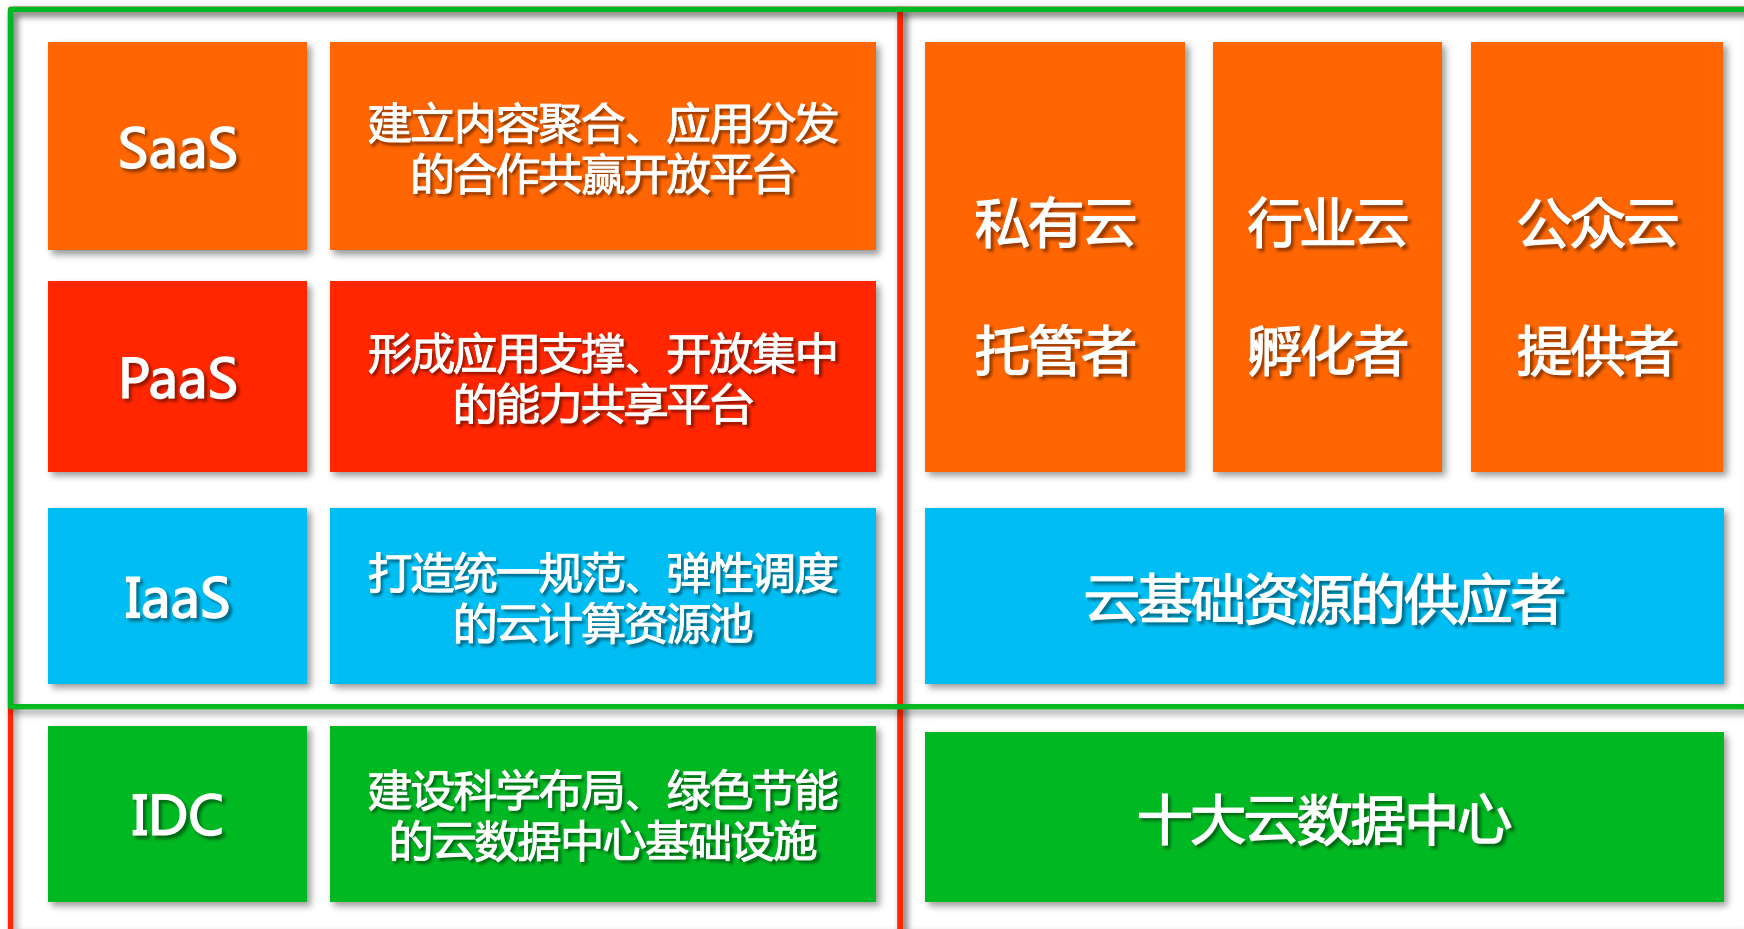 SaaS
建立内容聚合、应用分发
的合作共赢开放平台
PaaS
形成应用支撑、开放集中
的能力共享平台
IaaS
打造统一规范、弹性调度
的云计算资源池
IDC
建设科学布局、绿色节能
的云数据中心基础设施
私有云
托管者
行业云
孵化者
公众云
提供者
云基础资源的供应者
十大云数据中心